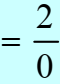 = 2/0